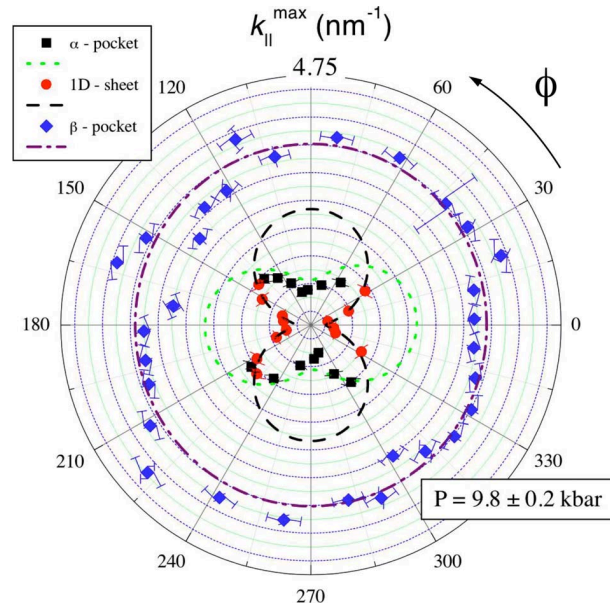 k||max (nm-1)
4.75
α - pocket
1D - sheet
β - pocket
ϕ
120
60
150
30
180
0
210
330
P = 9.8 ± 0.2 kbar
240
300
270